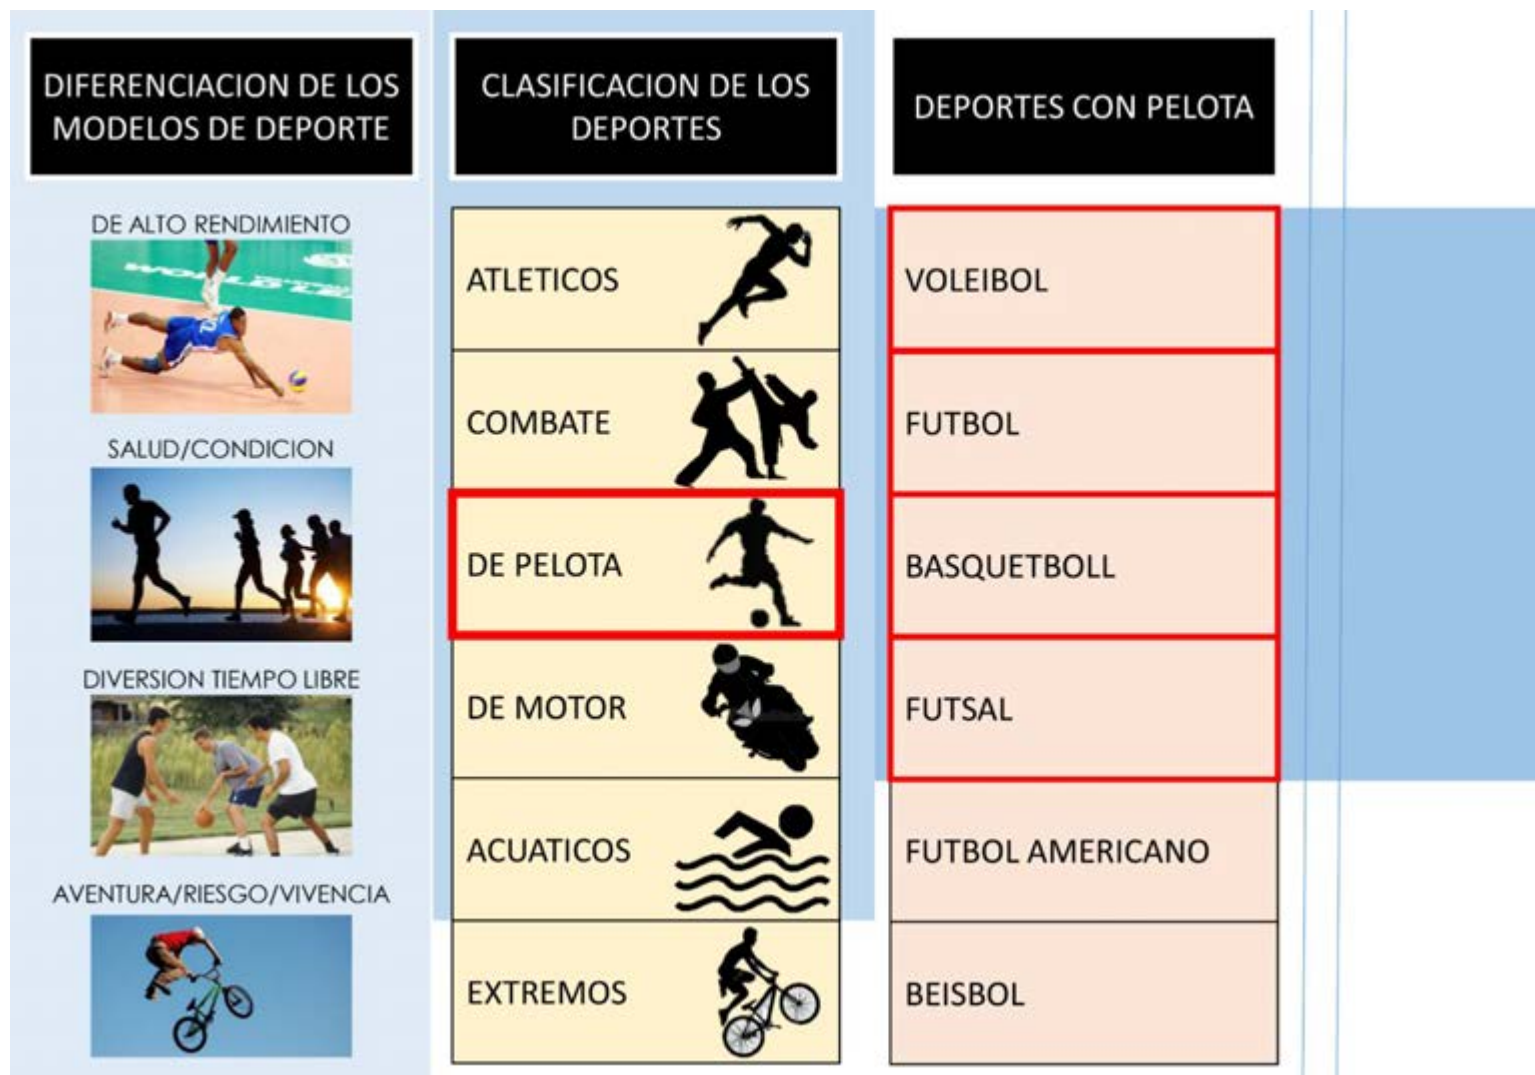 DIFERENCIACION DE LOS
MODELOS DE DEPORTE
DE ALTO RENDIMIENTO
SALUD/CONDICION
DIVERSION TIEMPO LIBRE
AVENTURA/RIESGO/VIVENCIA
CLASIFICACION DE LOS
DEPORTES
ATLETICOS
COMBATE
DE PELOTA
DE MOTOR
ACUATICOS
EXTREMOS
DEPORTES CON PELOTA
VOLEIBOL
FUTBOL
BASQUETBOLL
FUTSAL
FUTBOL AMERICANO
BEISBOL